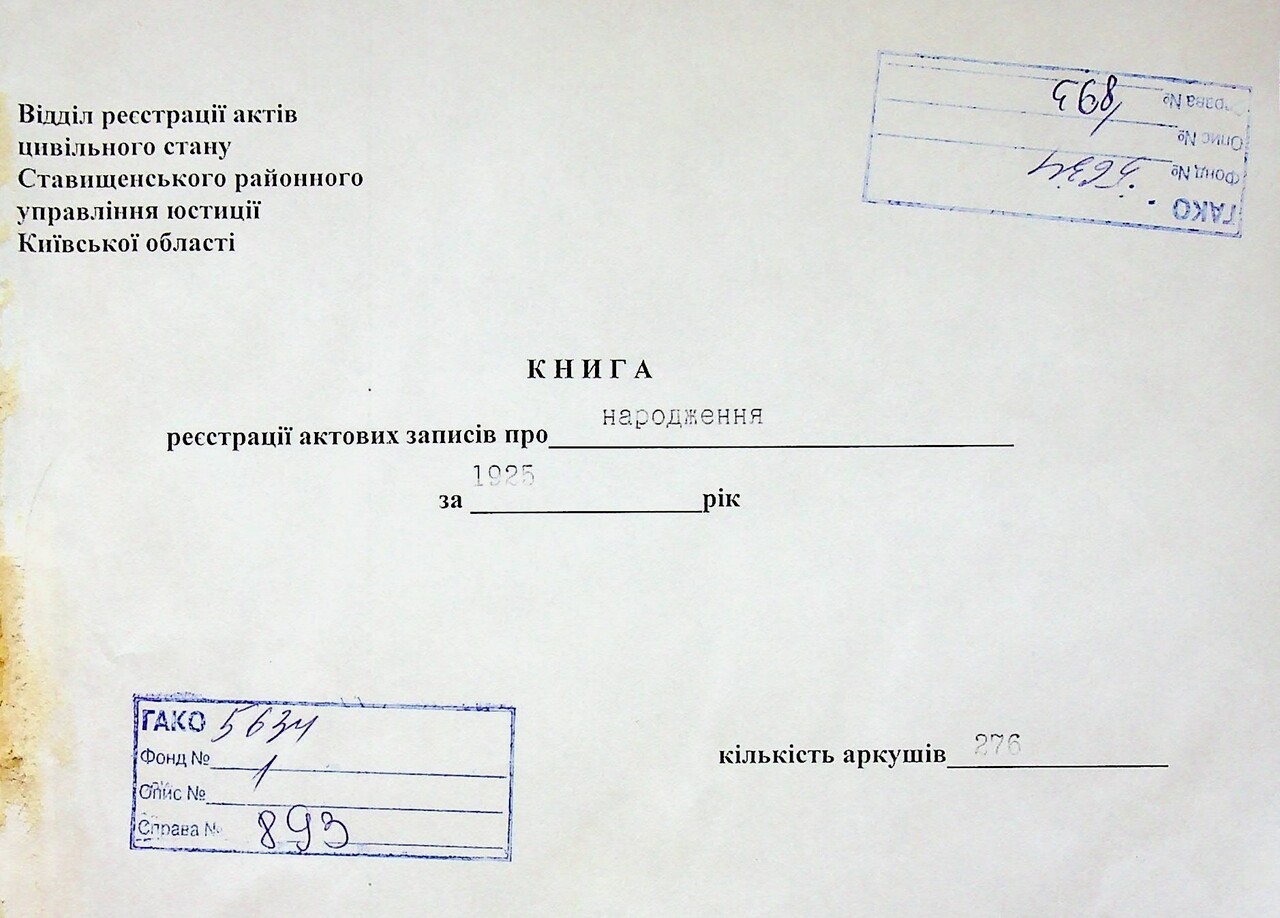 Відділ реєстрації актів
цивільного стану
Ставищенського районного
управління юстиції
Київської області
ГАКО
Фонд № 5634
Опис № 1
Справа № 893
КНИГА
реєстрації актових записів про народження
за 1925 рік
ГАКО 5634
Фонд №
Опис № 1
Справа № 893
кількість аркушів 276